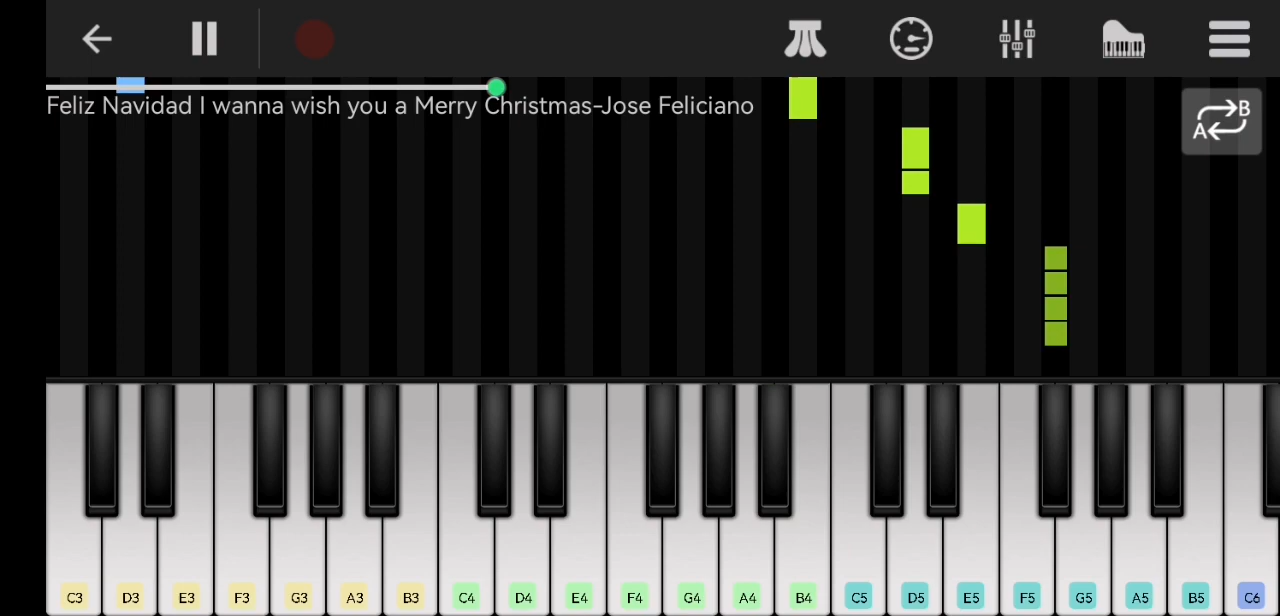 Feliz Navidad I wanna wish you a Merry Christmas-Jose Feliciano
A B
C3 D3 E3 F3 G3 A3 B3 C4 D4 E4 F4 G4 A4 B4 C5 D5 E5 F5 G5 A5 B5 C6